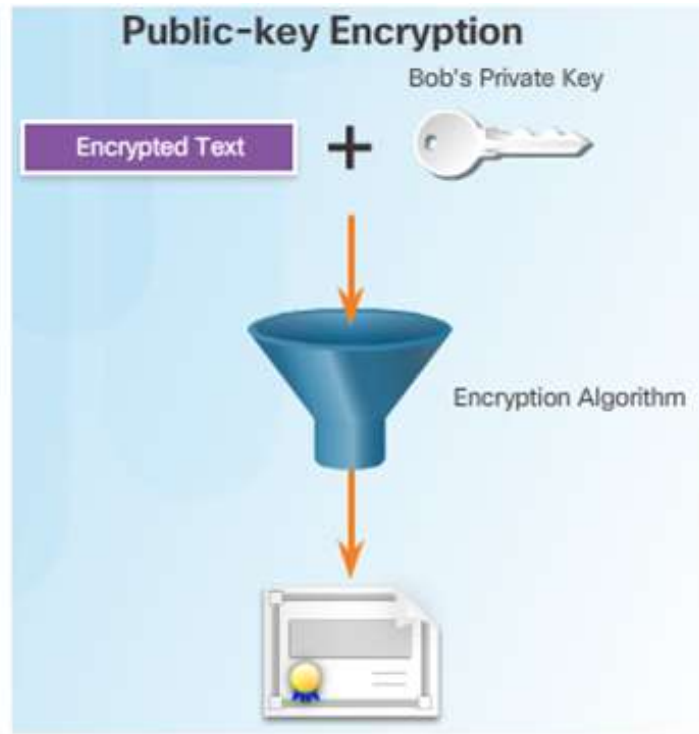 Public-key Encryption
Bob's Private Key
Encrypted Text
Encryption Algorithm